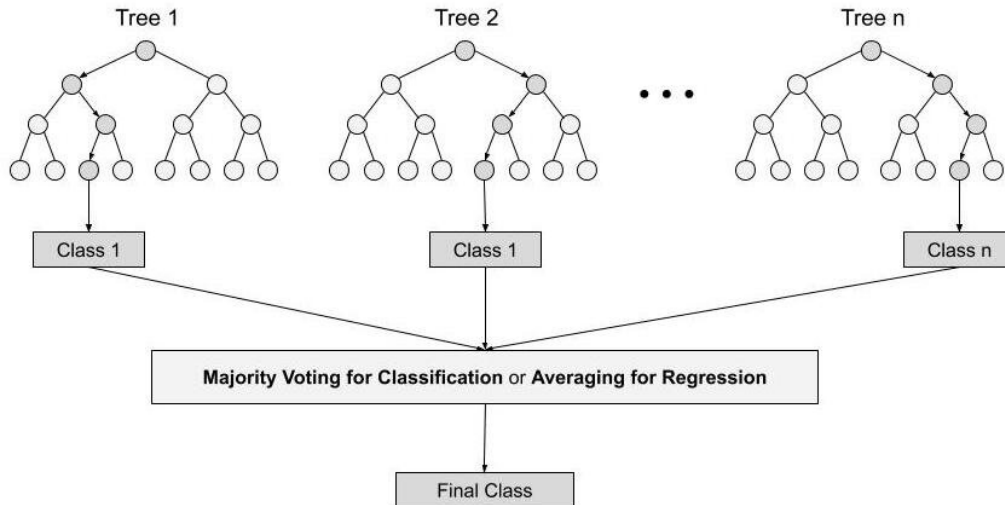 Tree 1
Tree 2
Tree n
Class 1
Class 1
Class n
Majority Voting for Classification or Averaging for Regression
Final Class